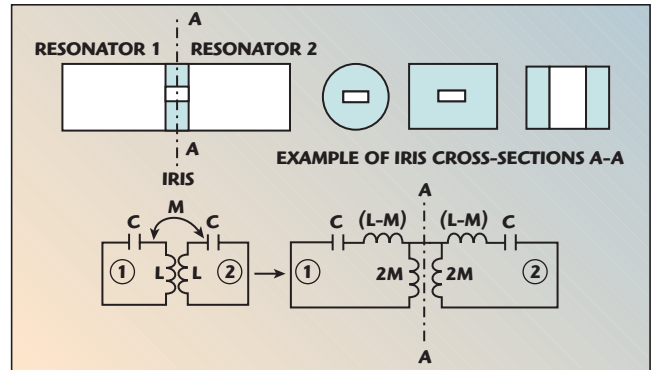 A
RESONATOR 1 RESONATOR 2
A
IRIS
EXAMPLE OF IRIS CROSS-SECTIONS A-A
M
C C
1 L L 2
A
C (L-M) (L-M) C
1 2M 2M 2
A